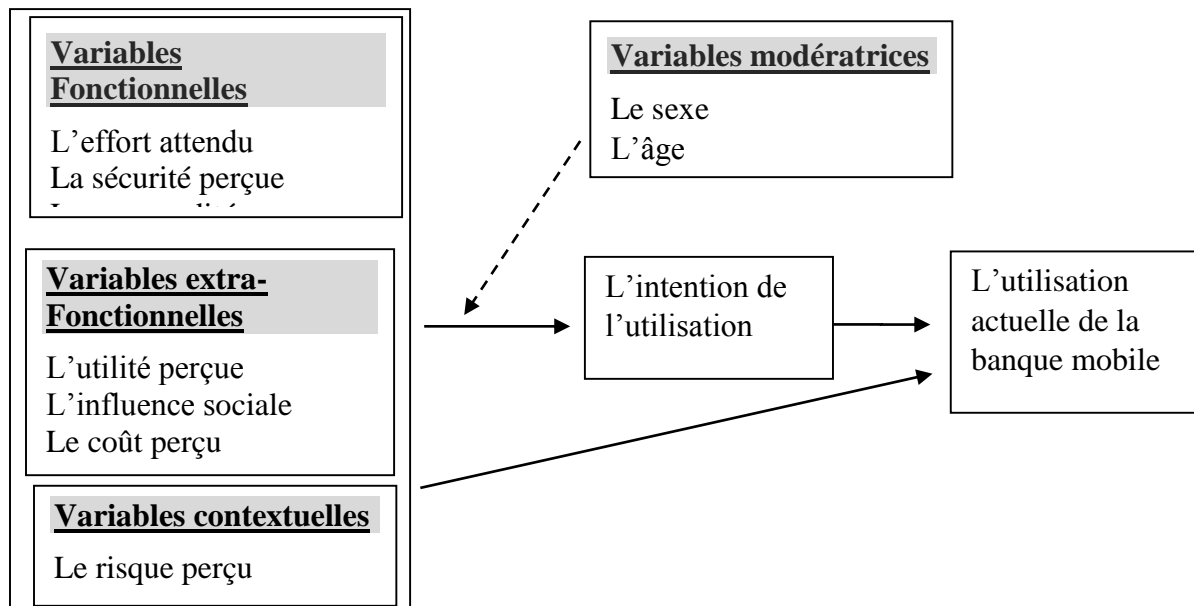 Variables
Fonctionnelles
L’effort attendu
La sécurité perçue
Variables extra-
Fonctionnelles
L’utilité perçue
L’influence sociale
Le coût perçu
Variables contextuelles
Le risque perçu
Variables modératrices
Le sexe
L’âge
L’intention de
l’utilisation
L’utilisation
actuelle de la
banque mobile